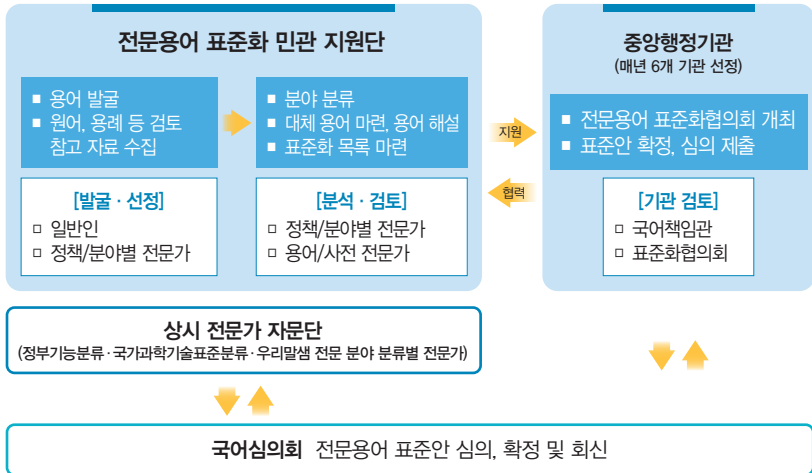 전문용어 표준화 민관 지원단
▪ 용어 발굴
▪ 원어, 용례 등 검토
참고 자료 수집
▪ 분야 분류
▪ 대체 용어 마련, 용어 해설
▪ 표준화 목록 마련
[발굴 · 선정]
▫ 일반인
▫ 정책/분야별 전문가
[분석 · 검토]
▫ 정책/분야별 전문가
▫ 용어/사전 전문가
지원
협력
중앙행정기관
(매년 6개 기관 선정)
▪ 전문용어 표준화협의회 개최
▪ 표준안 확정, 심의 제출
[기관 검토]
▫ 국어책임관
▫ 표준화협의회
상시 전문가 자문단
(정부기능분류·국가과학기술표준분류·우리말샘 전문 분야 분류별 전문가)
국어심의회 전문용어 표준안 심의, 확정 및 회신